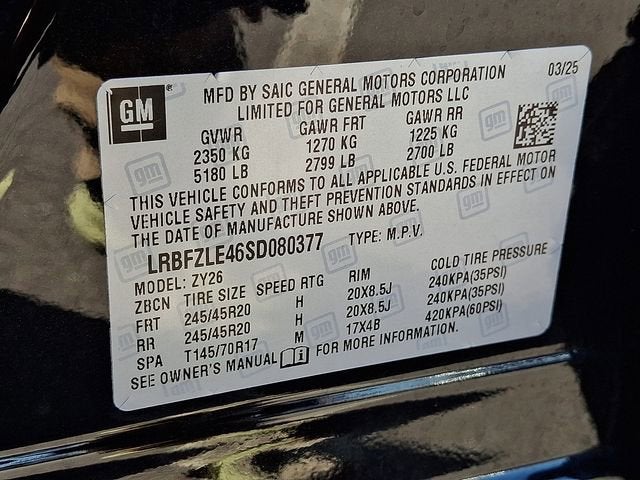 GM
MFD BY SAIC GENERAL MOTORS CORPORATION 03/25
LIMITED FOR GENERAL MOTORS LLC
GVWR GAWR FRT GAWR RR
2350 KG 1270 KG 1225 KG
5180 LB 2799 LB 2700 LB
THIS VEHICLE CONFORMS TO ALL APPLICABLE U.S. FEDERAL MOTOR
VEHICLE SAFETY AND THEFT PREVENTION STANDARDS IN EFFECT ON
THE DATE OF MANUFACTURE SHOWN ABOVE.
LRBFZLE46SD080377 TYPE: M.P.V.
MODEL: ZY26
ZBCN TIRE SIZE SPEED RTG RIM COLD TIRE PRESSURE
FRT 245/45R20 H 20X8.5J 240KPA(35PSI)
RR 245/45R20 H 20X8.5J 240KPA(35PSI)
SPA T145/70R17 M 17X4B 420KPA(60PSI)
SEE OWNER'S MANUAL FOR MORE INFORMATION.